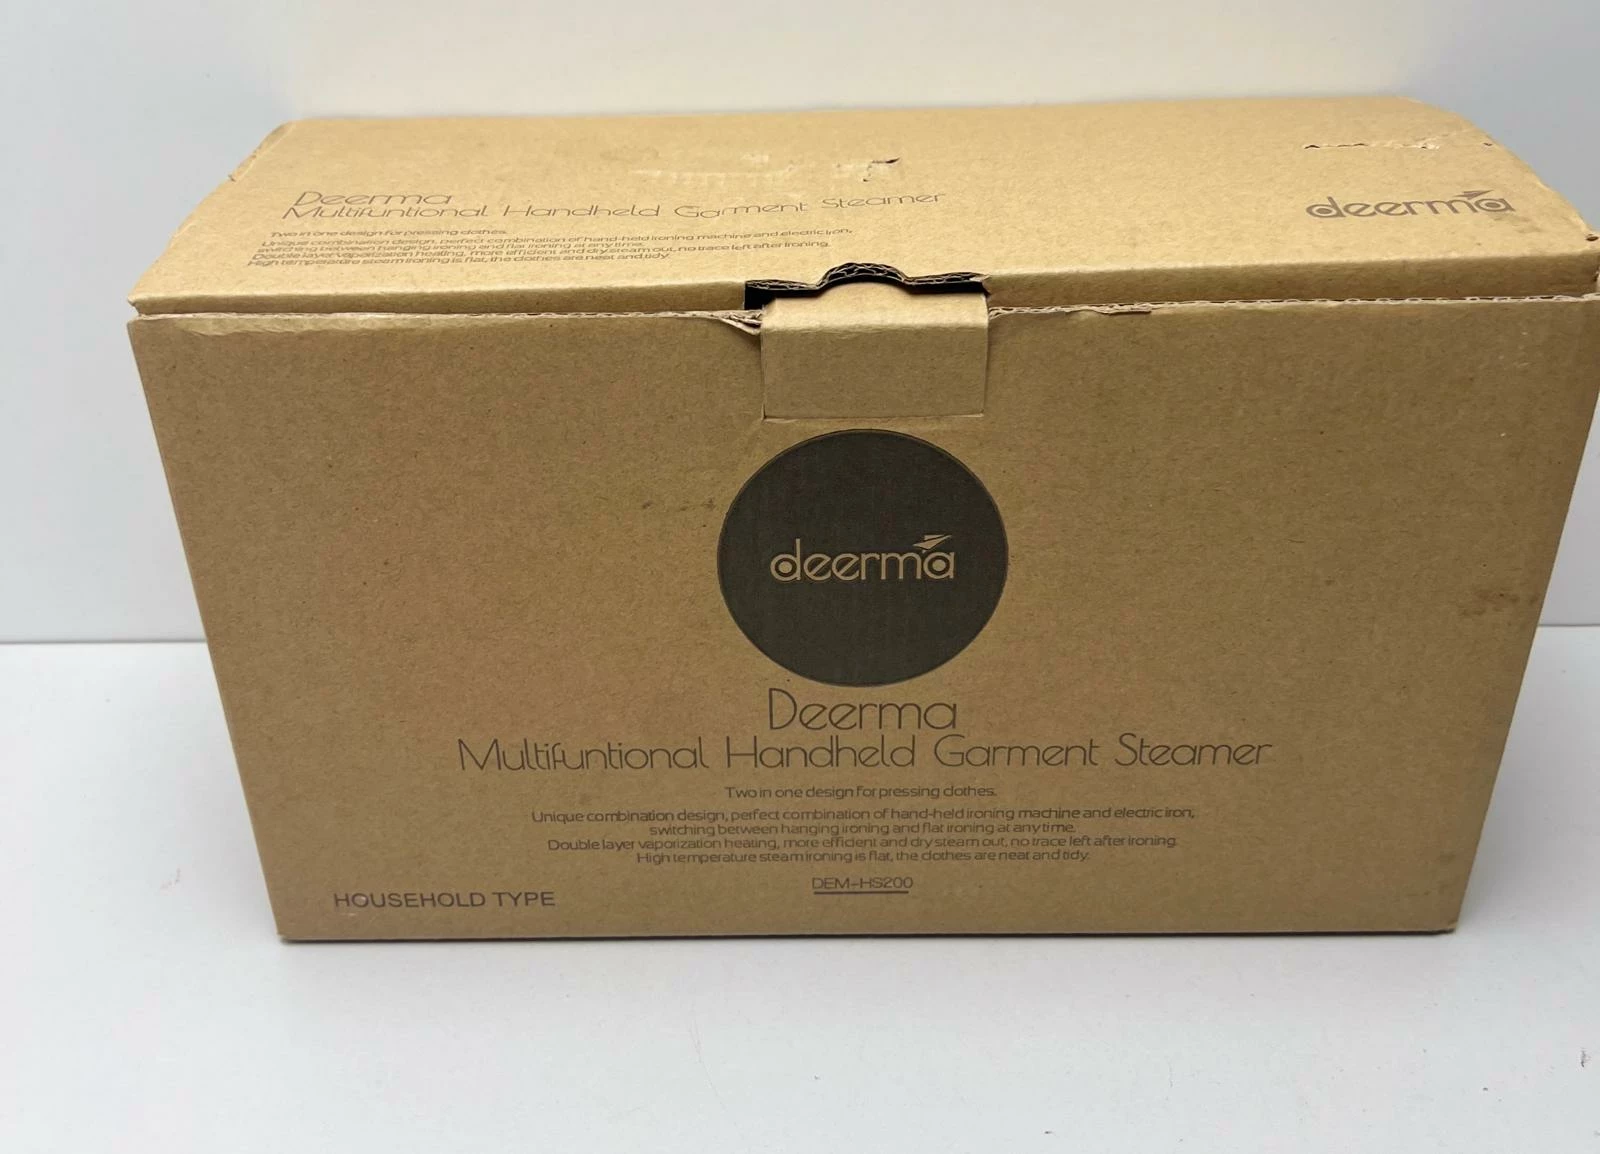 Deerma
Multifuntional Handheld Garment Steamer
Two in one design for pressing clothes.
Unique combination design, perfect combination of hand-held ironing machine and electric iron,
switching between hanging ironing and flat ironing at any time.
Double layer vaporization heating, more efficient and dry steam out, no trace left after ironing.
High temperature steam ironing is flat, the clothes are neat and tidy.
deerma
deerma
Deerma
Multifuntional Handheld Garment Steamer
Two in one design for pressing clothes.
Unique combination design, perfect combination of hand-held ironing machine and electric iron,
switching between hanging ironing and flat ironing at any time.
Double layer vaporization heating, more efficient and dry steam out, no trace left after ironing.
High temperature steam ironing is flat, the clothes are neat and tidy.
DEM-HS200
HOUSEHOLD TYPE